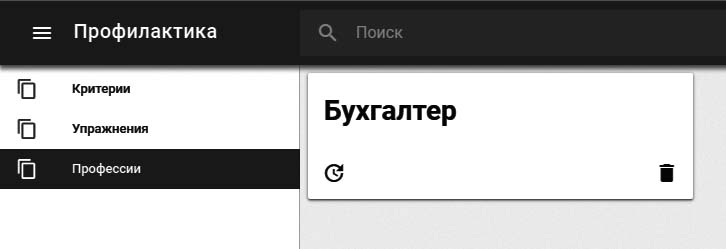 Профилактика
Поиск
Критерии
Упражнения
Профессии
Бухгалтер